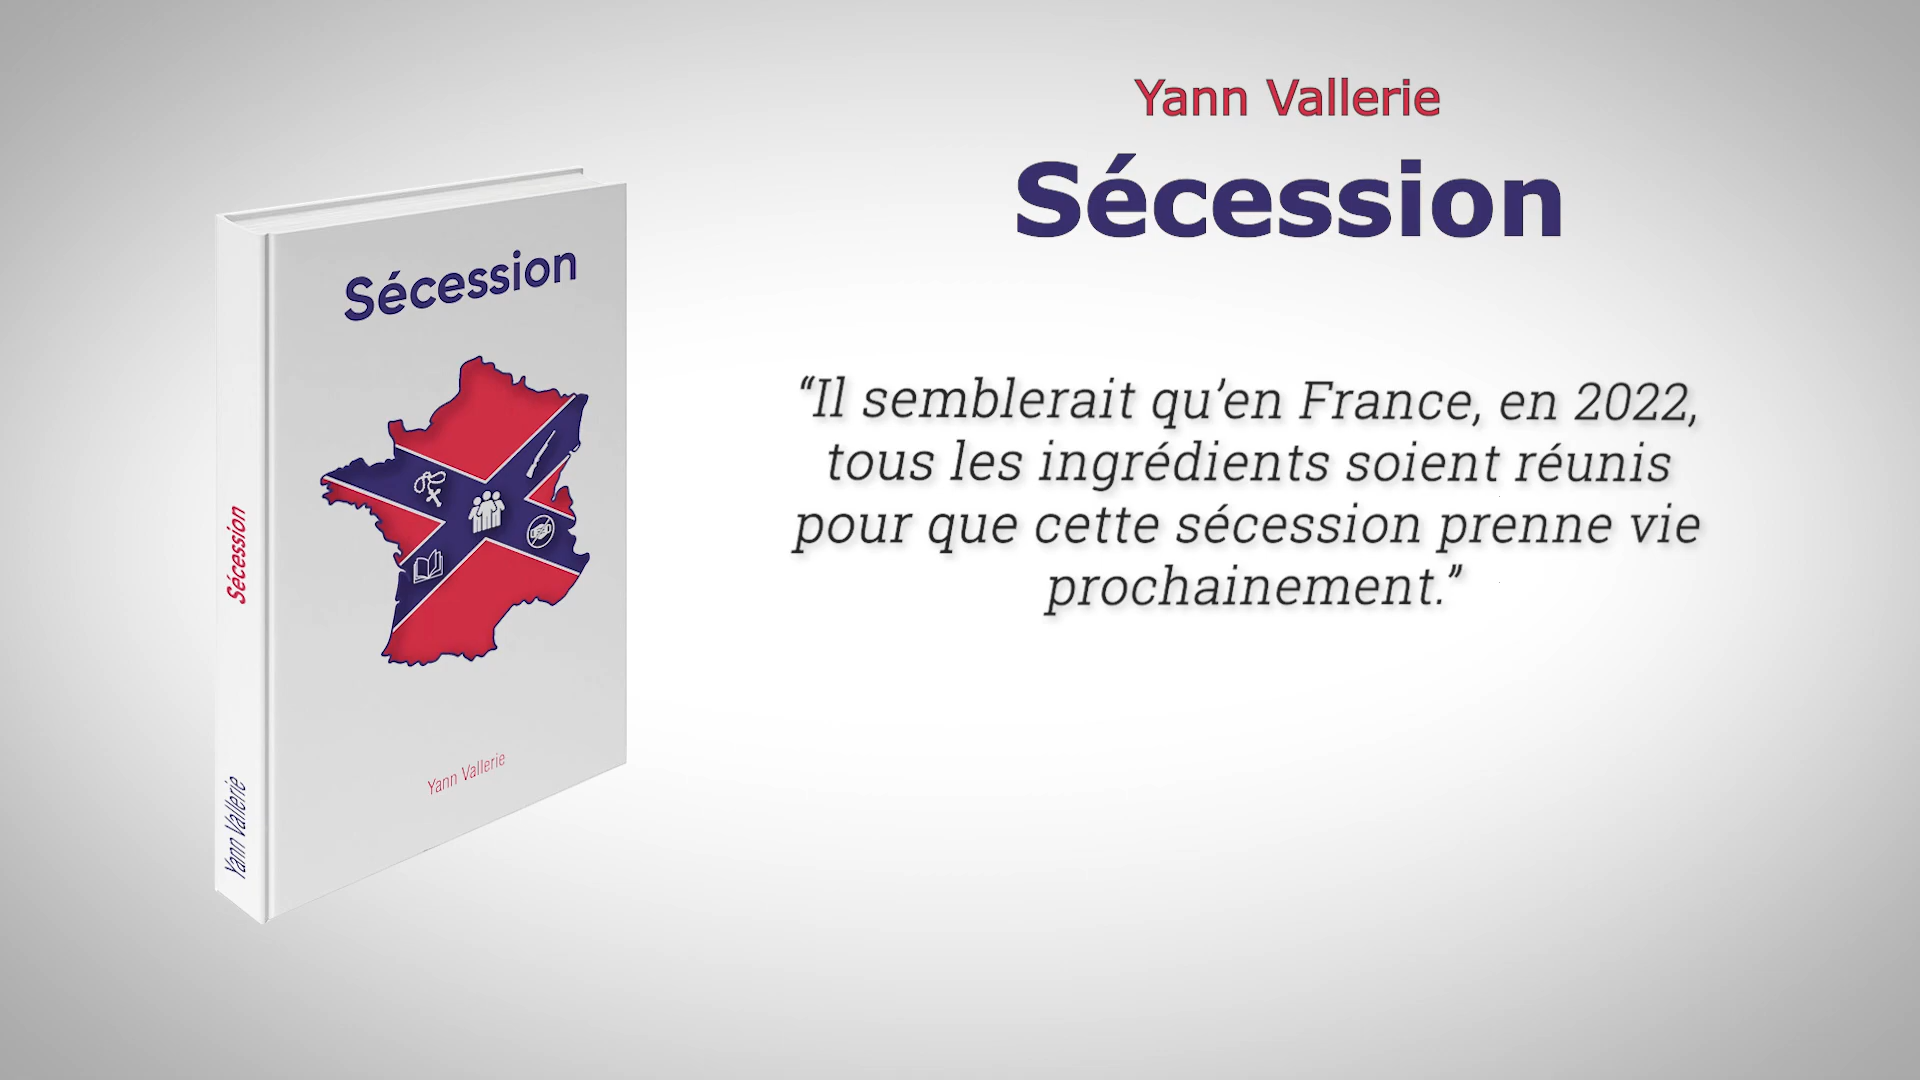 Yann Vallerie
Sécession
Sécession
Sécession
Yann Vallerie
Yann Vallerie
“Il semblerait qu’en France, en 2022,
tous les ingrédients soient réunis
pour que cette sécession prenne vie
prochainement.”